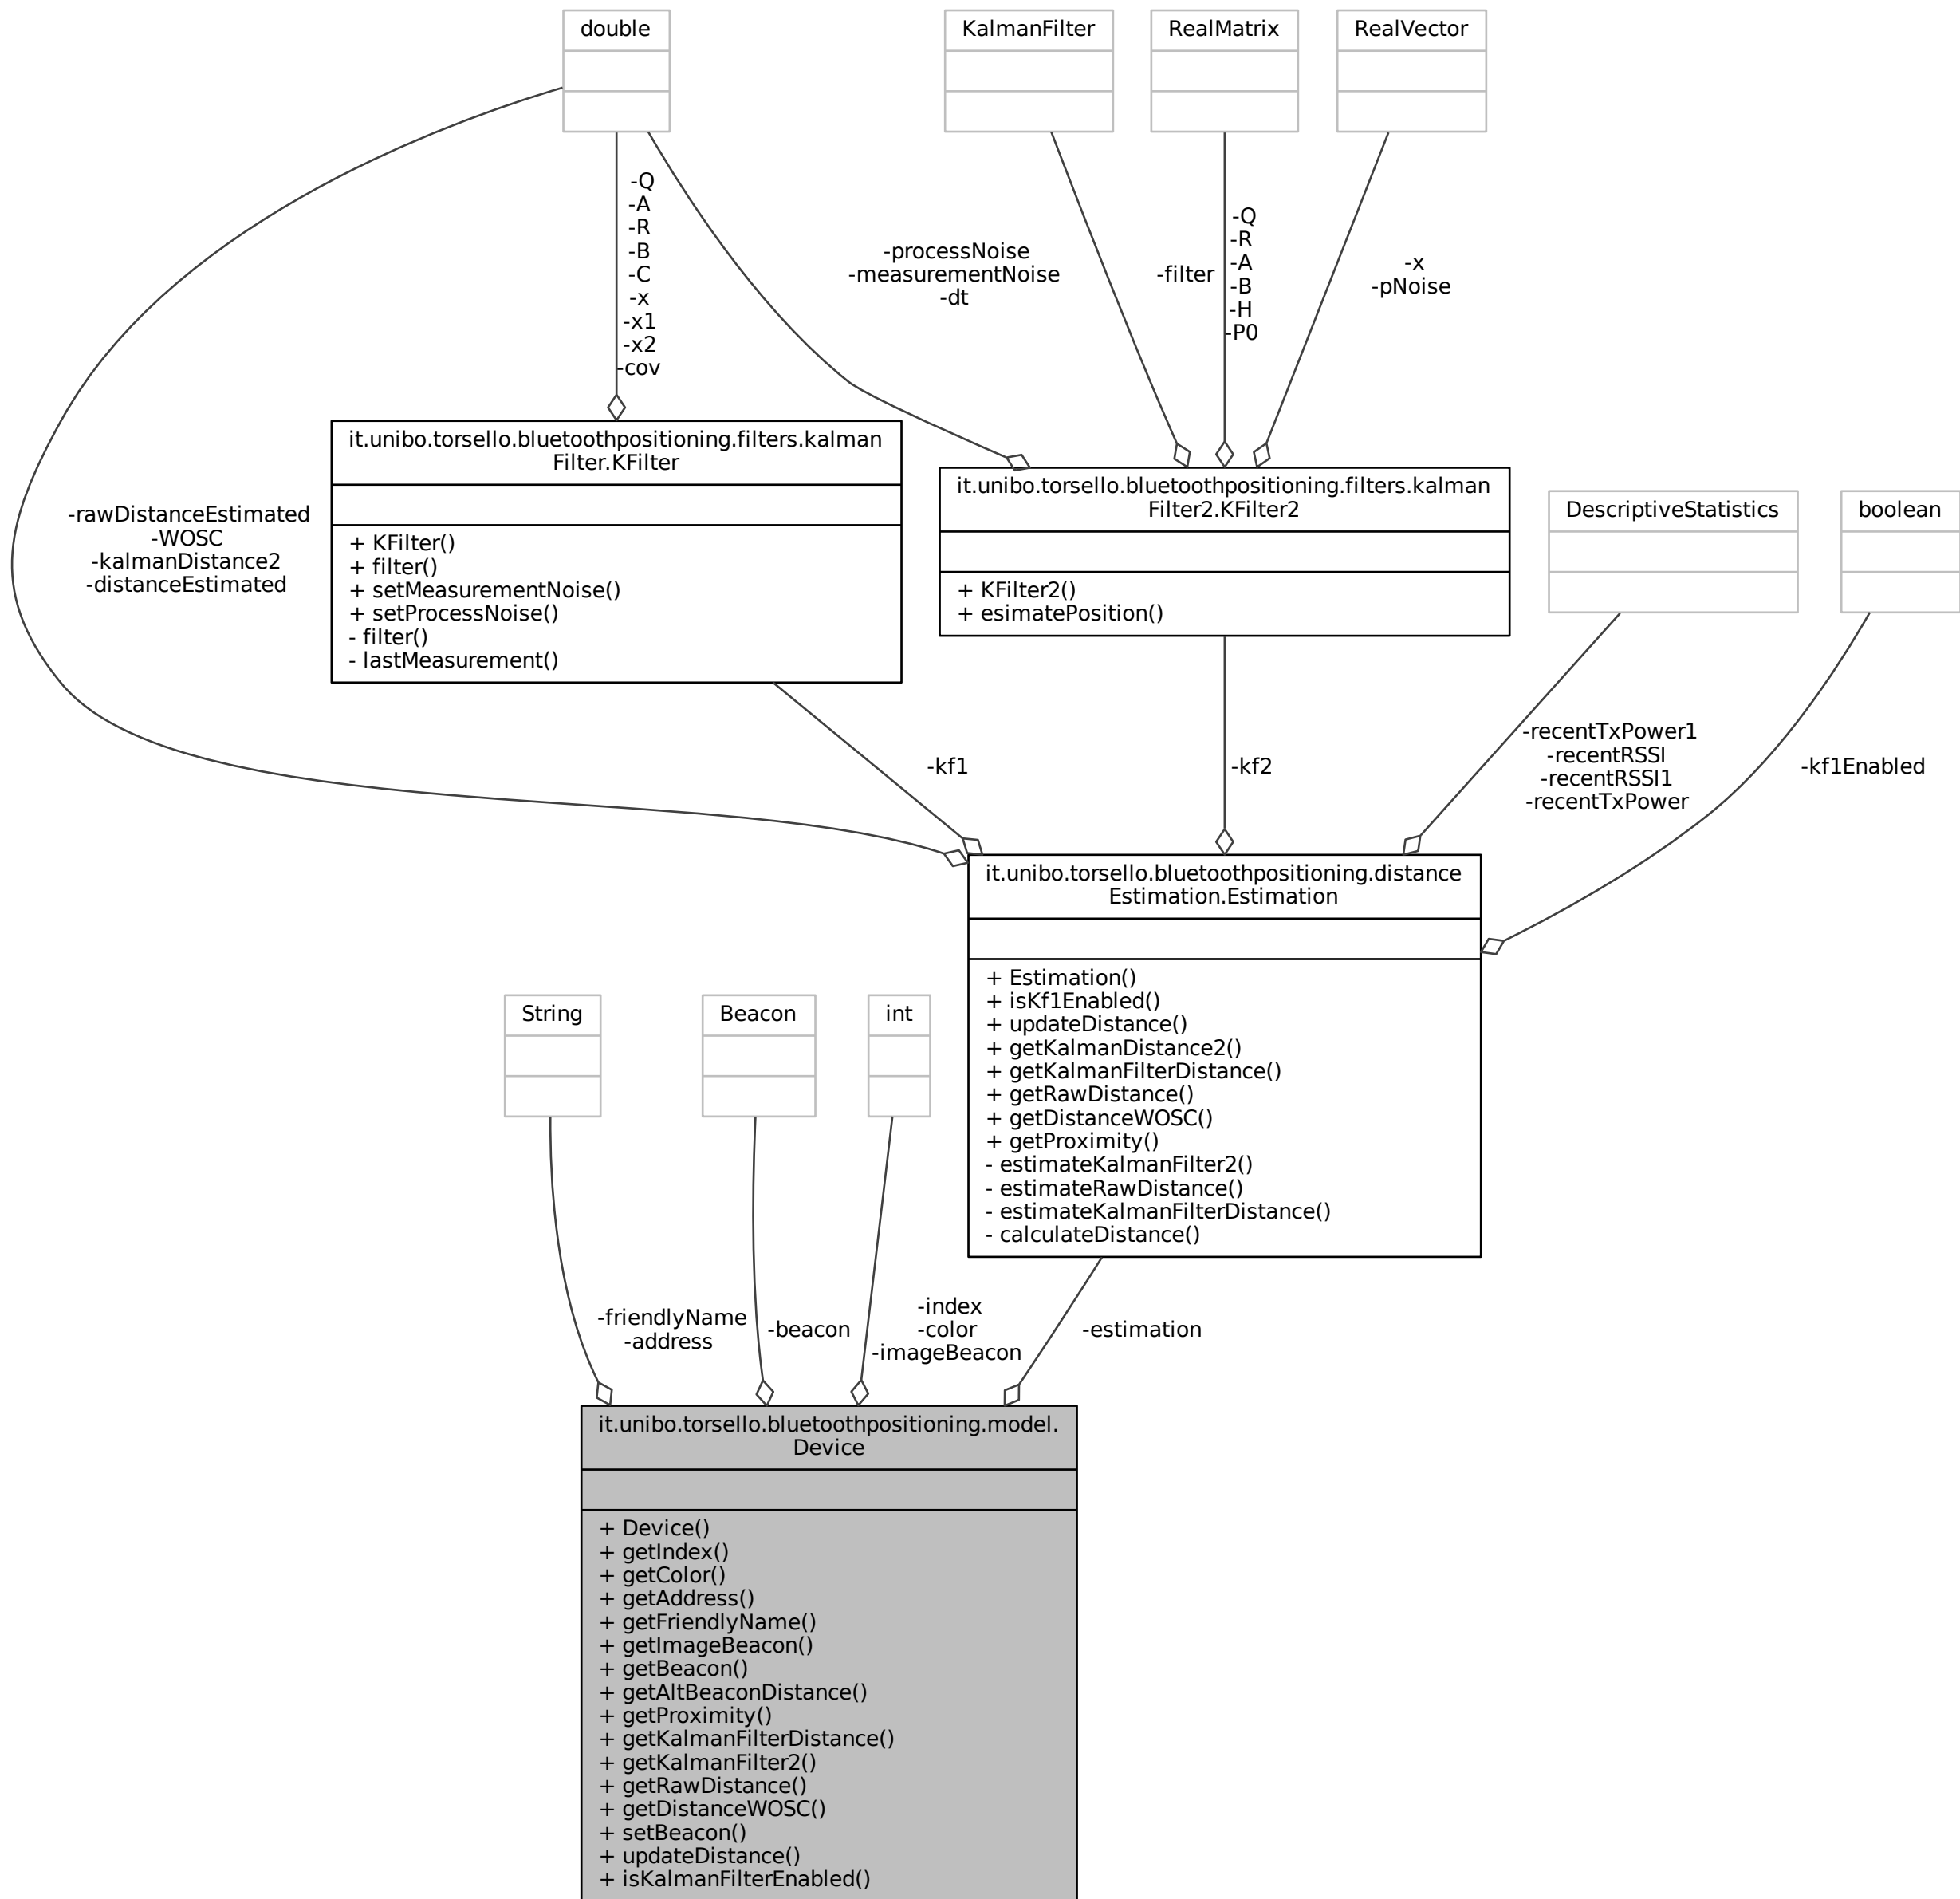 double
KalmanFilter
RealMatrix
RealVector
-Q
-A
-R
-B
-C
-x
-x1
-x2
-cov
-processNoise
-measurementNoise
-dt
-filter
-Q
-R
-A
-B
-H
-P0
-x
-pNoise
it.unibo.torsello.bluetoothpositioning.filters.kalman
Filter.KFilter
+ KFilter()
+ filter()
+ setMeasurementNoise()
+ setProcessNoise()
- filter()
- lastMeasurement()
it.unibo.torsello.bluetoothpositioning.filters.kalman
Filter2.KFilter2
+ KFilter2()
+ esimatePosition()
DescriptiveStatistics
boolean
-rawDistanceEstimated
-WOSC
-kalmanDistance2
-distanceEstimated
-kf1
-kf2
-recentTxPower1
-recentRSSI
-recentRSSI1
-recentTxPower
-kf1Enabled
it.unibo.torsello.bluetoothpositioning.distance
Estimation.Estimation
+ Estimation()
+ isKf1Enabled()
+ updateDistance()
+ getKalmanDistance2()
+ getKalmanFilterDistance()
+ getRawDistance()
+ getDistanceWOSC()
+ getProximity()
- estimateKalmanFilter2()
- estimateRawDistance()
- estimateKalmanFilterDistance()
- calculateDistance()
String
Beacon
int
-friendlyName
-address
-beacon
-index
-color
-imageBeacon
-estimation
it.unibo.torsello.bluetoothpositioning.model.
Device
+ Device()
+ getIndex()
+ getColor()
+ getAddress()
+ getFriendlyName()
+ getImageBeacon()
+ getBeacon()
+ getAltBeaconDistance()
+ getProximity()
+ getKalmanFilterDistance()
+ getKalmanFilter2()
+ getRawDistance()
+ getDistanceWOSC()
+ setBeacon()
+ updateDistance()
+ isKalmanFilterEnabled()